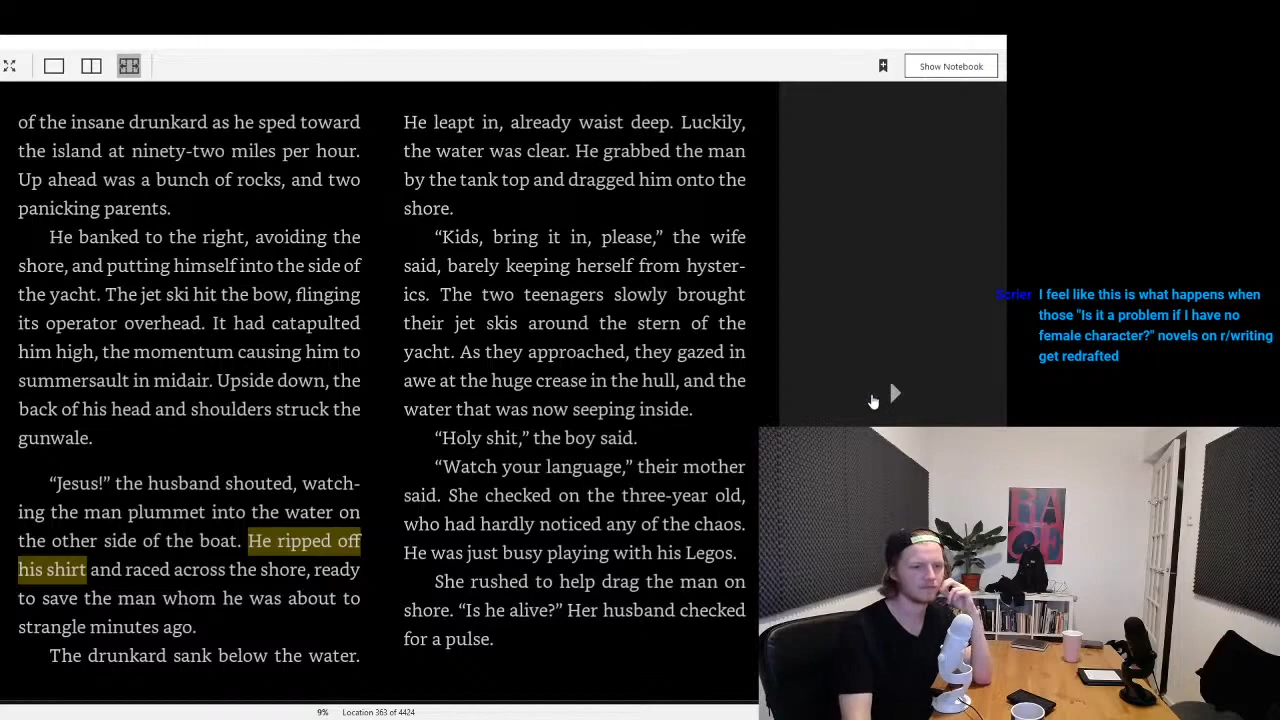 Show Notebook
of the insane drunkard as he sped toward
the island at ninety-two miles per hour.
Up ahead was a bunch of rocks, and two
panicking parents.
He banked to the right, avoiding the
shore, and putting himself into the side of
the yacht. The jet ski hit the bow, flinging
its operator overhead. It had catapulted
him high, the momentum causing him to
summersault in midair. Upside down, the
back of his head and shoulders struck the
gunwale.
“Jesus!” the husband shouted, watch-
ing the man plummet into the water on
the other side of the boat. He ripped off
his shirt and raced across the shore, ready
to save the man whom he was about to
strangle minutes ago.
The drunkard sank below the water.
He leapt in, already waist deep. Luckily,
the water was clear. He grabbed the man
by the tank top and dragged him onto the
shore.
“Kids, bring it in, please,” the wife
said, barely keeping herself from hyster-
ics. The two teenagers slowly brought
their jet skis around the stern of the
yacht. As they approached, they gazed in
awe at the huge crease in the hull, and the
water that was now seeping inside.
“Holy shit,” the boy said.
“Watch your language,” their mother
said. She checked on the three-year old,
who had hardly noticed any of the chaos.
He was just busy playing with his Legos.
She rushed to help drag the man on
shore. “Is he alive?” Her husband checked
for a pulse.
9% Location 363 of 4424
Scrier I feel like this is what happens when
those "Is it a problem if I have no
female character?" novels on r/writing
get redrafted
RAGE